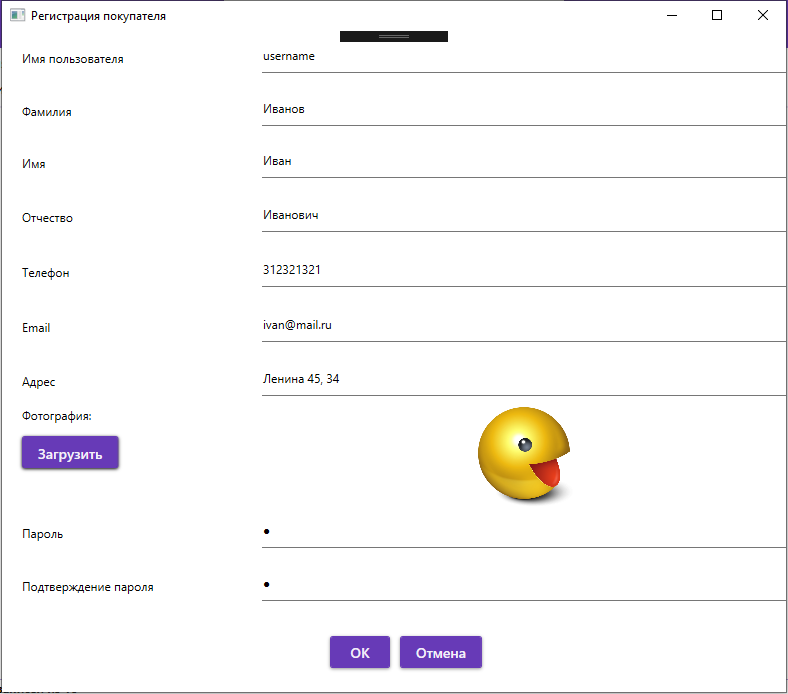 Регистрация покупателя
Имя пользователя username
Фамилия Иванов
Имя Иван
Отчество Иванович
Телефон 312321321
Email ivan@mail.ru
Адрес Ленина 45, 34
Фотография:
Загрузить
Пароль •
Подтверждение пароля •
ОК Отмена